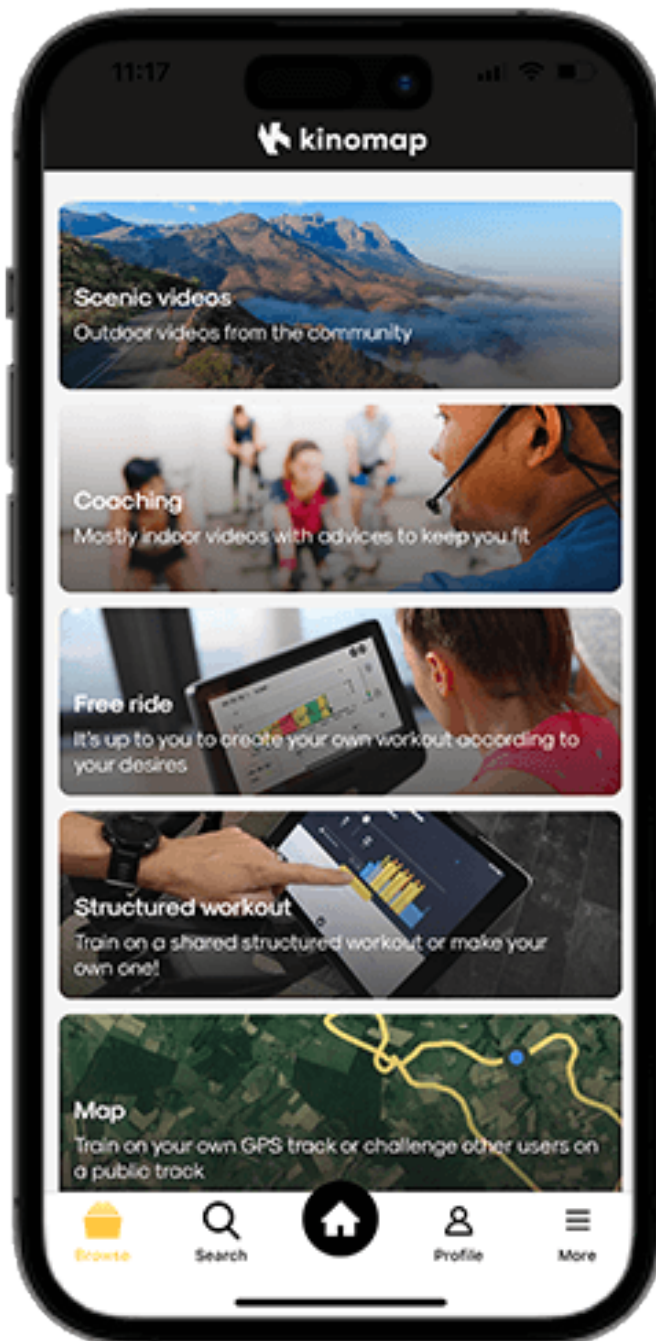 11:17
kinomap
Scenic videos
Outdoor videos from the community
Coaching
Mostly indoor videos with advices to keep you fit
Free ride
It's up to you to create your own workout according to
your desires
Structured workout
Train on a shared structured workout or make your
own one!
Map
Train on your own GPS track or challenge other users on
a public track
Browse
Search
Profile
More